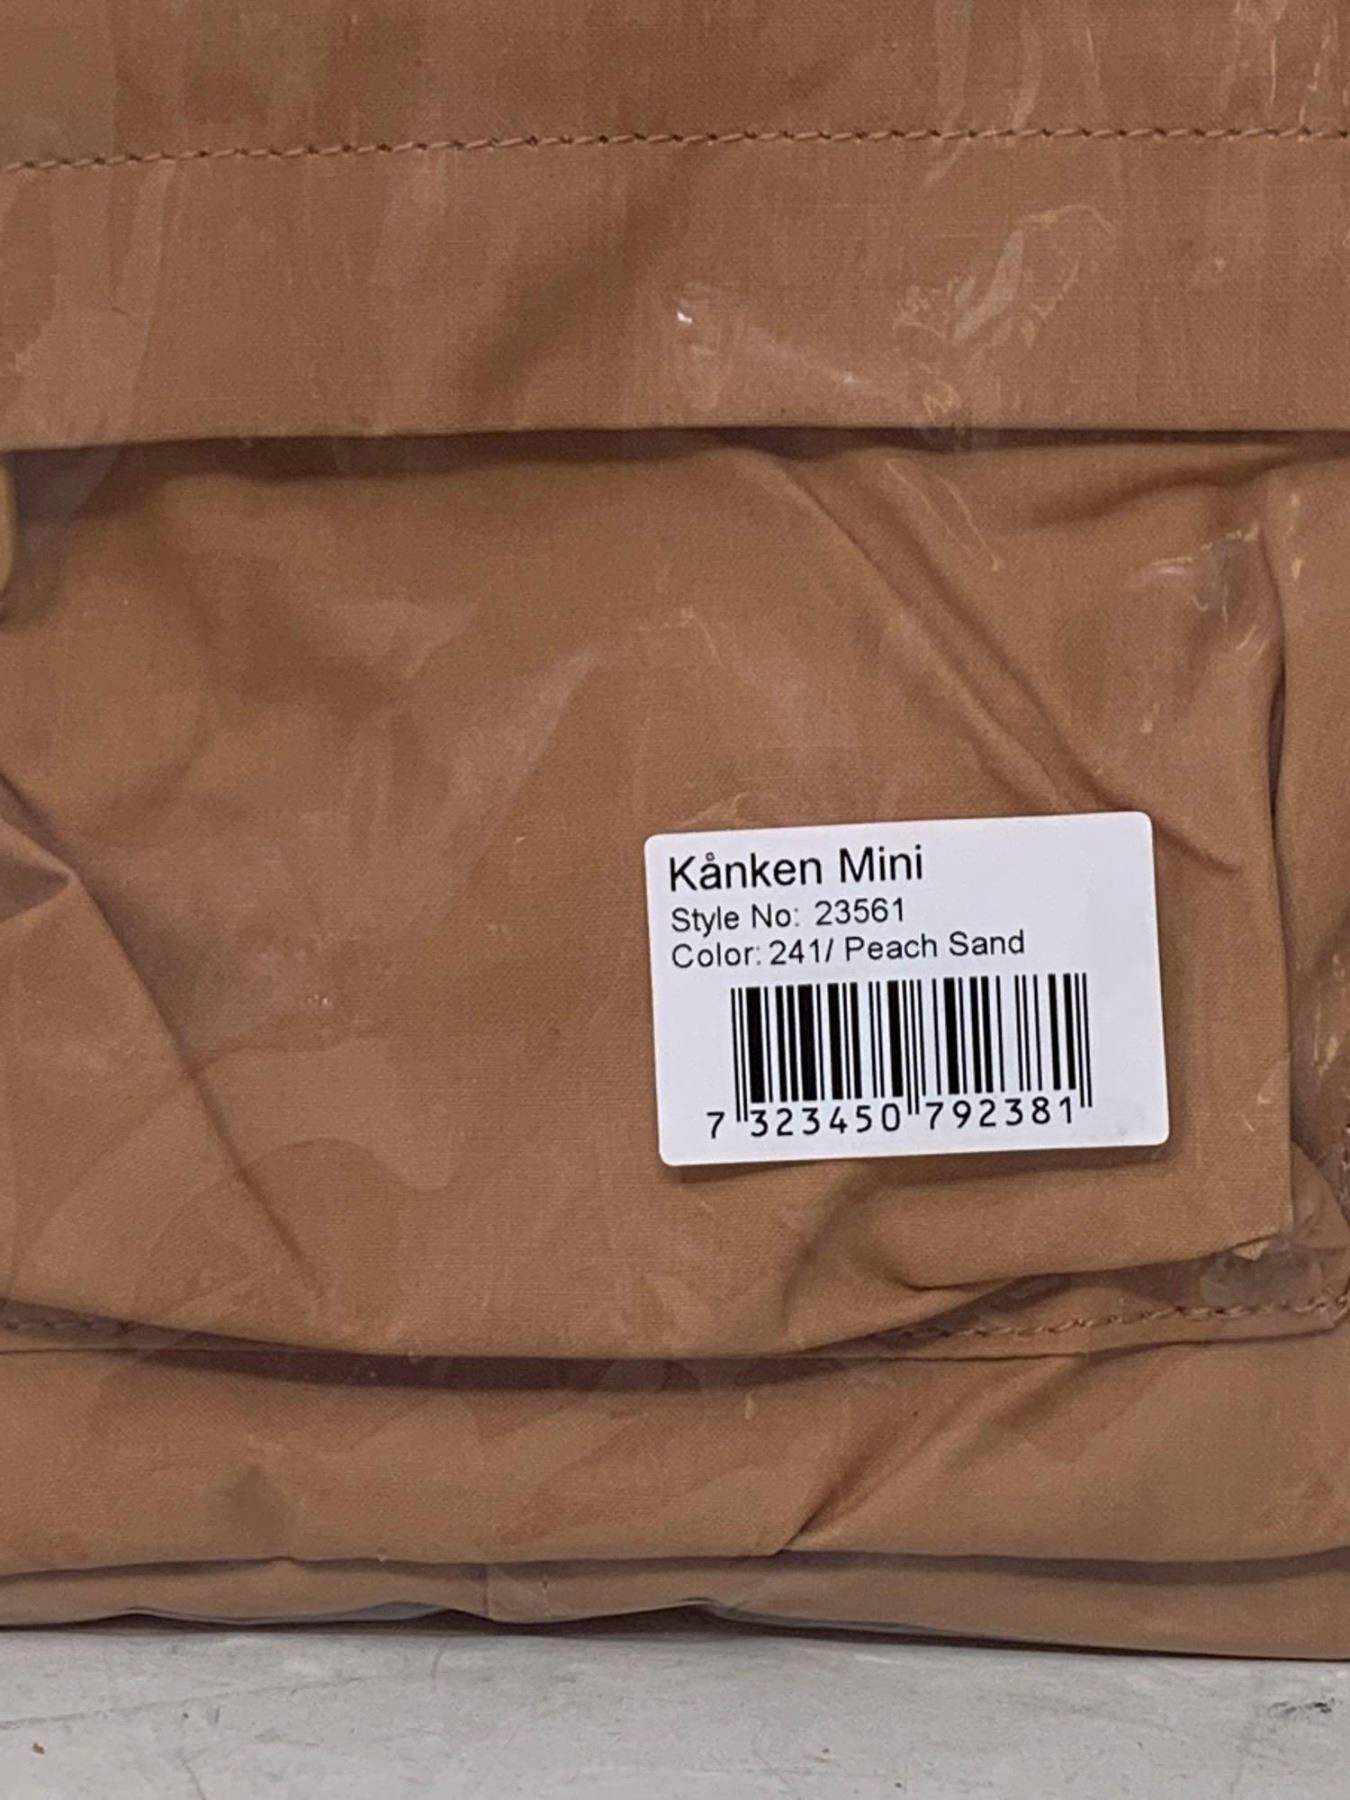 Kånken Mini
Style No: 23561
Color: 241/ Peach Sand
7 323450 792381